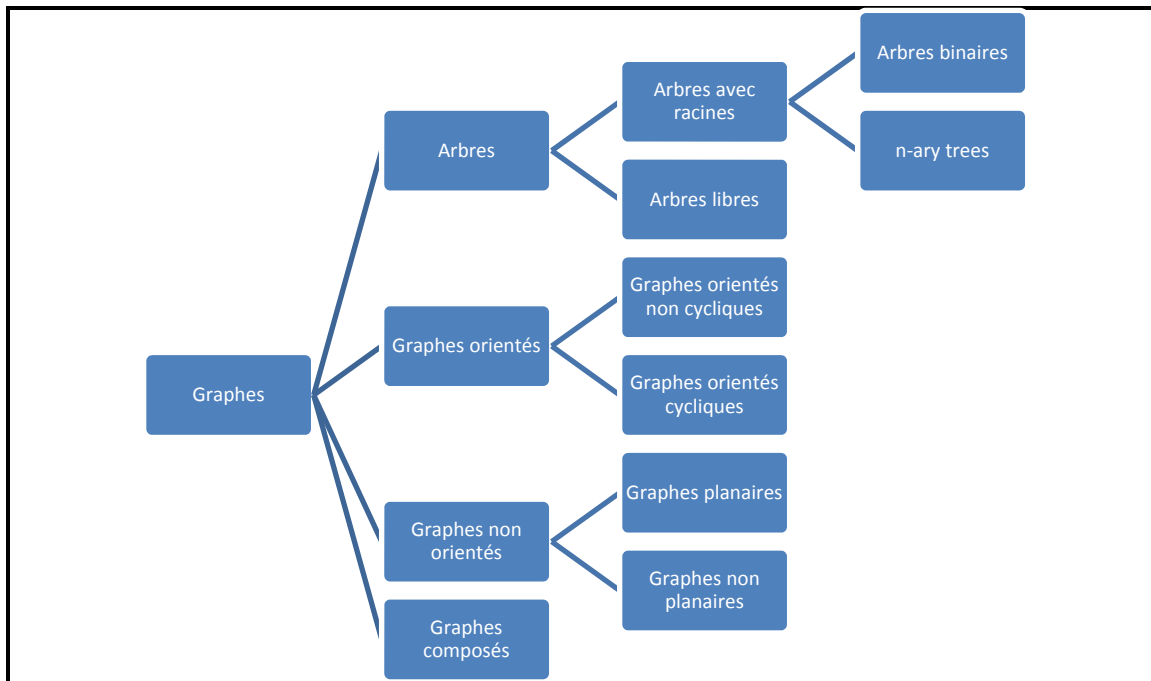 Graphes
Arbres
Arbres avec
racines
Arbres binaires
n-ary trees
Arbres libres
Graphes orientés
Graphes orientés
non cycliques
Graphes orientés
cycliques
Graphes non
orientés
Graphes planaires
Graphes non
planaires
Graphes
composés